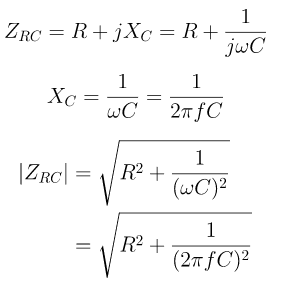 Z_{RC} = R + jX_C = R + \frac{1}{j\omega C}
X_C = \frac{1}{\omega C} = \frac{1}{2\pi f C}
|Z_{RC}| = \sqrt{R^2 + \frac{1}{(\omega C)^2}}
= \sqrt{R^2 + \frac{1}{(2\pi f C)^2}}